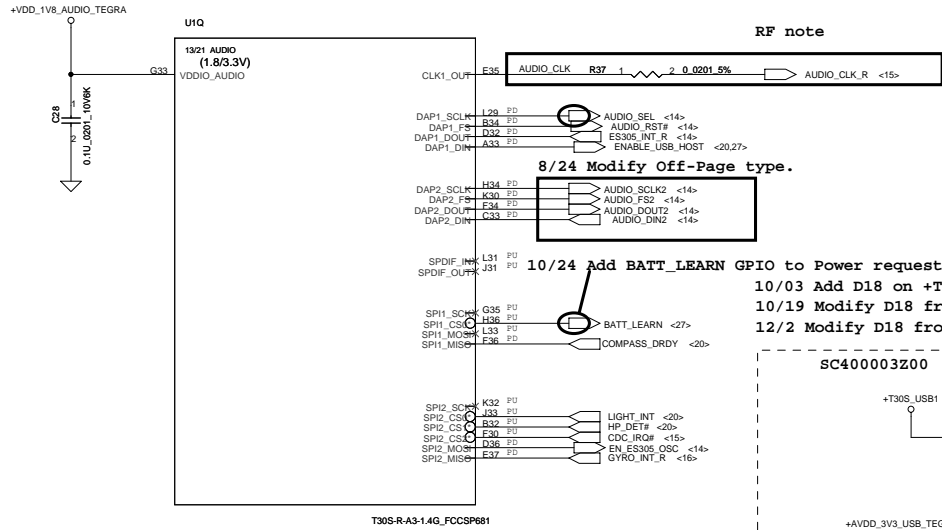 +VDD_1V8_AUDIO_TEGRA
U1Q
RF note
13/21 AUDIO
(1.8/3.3V)
G33 VDDIO_AUDIO
CLK1_OUT E35 AUDIO_CLK R37 1 2 0_0201_5% AUDIO_CLK_R <15>
C28
1
2
0.1U_0201_10V6K
DAP1_SCLK L29 PD AUDIO_SEL <14>
DAP1_FS B34 PD AUDIO_RST# <14>
DAP1_DOUT D32 PD ES305_INT_R <14>
DAP1_DIN A33 PD ENABLE_USB_HOST <20,27>
8/24 Modify Off-Page type.
DAP2_SCLK H34 PD AUDIO_SCLK2 <14>
DAP2_FS K30 PD AUDIO_FS2 <14>
DAP2_DOUT F34 PD AUDIO_DOUT2 <14>
DAP2_DIN C33 PD AUDIO_DIN2 <14>
SPDIF_IN L31 PU
SPDIF_OUT J31 PU
10/24 Add BATT_LEARN GPIO to Power request
10/03 Add D18 on +T
10/19 Modify D18 fr
12/2 Modify D18 fro
SPI1_SCK G35 PU
SPI1_CS0* H36 PU BATT_LEARN <27>
SPI1_MOSI L33 PU
SPI1_MISO F36 PD COMPASS_DRDY <20>
SC400003Z00
+T30S_USB1
SPI2_SCK K32 PU
SPI2_CS0* J33 PU LIGHT_INT <20>
SPI2_CS1* B32 PU HP_DET# <20>
SPI2_CS2* F30 PU CDC_IRQ# <15>
SPI2_MOSI D36 PD EN_ES305_OSC <14>
SPI2_MISO E37 PD GYRO_INT_R <16>
T30S-R-A3-1.4G_FCCSP681
+AVDD_3V3_USB_TEG